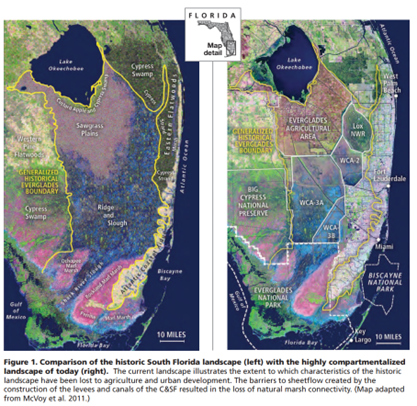 FLORIDA
Map
detail
Lake
Okeechobee
Cypress
Swamp
Sawgrass
Plains
Eastern Flatwoods
Atlantic Ocean
Western
Flatwoods
GENERALIZED
HISTORICAL
EVERGLADES
BOUNDARY
Cypress
Swamp
Ridge
and
Slough
Biscayne
Bay
Gulf
of
Mexico
Florida Bay
10 MILES
Lake
Okeechobee
Atlantic Ocean
West
Palm
Beach
EVERGLADES
AGRICULTURAL
AREA
Lox
NWR
GENERALIZED
HISTORICAL
EVERGLADES
BOUNDARY
WCA-2
Lauderdale
BIG
CYPRESS
NATIONAL
PRESERVE
WCA-3A
WCA-
3B
Miami
BISCAYNE
NATIONAL
PARK
EVERGLADES
NATIONAL
PARK
Gulf of
Mexico
Key
Largo
Florida Bay
10 MILES
Figure 1. Comparison of the historic South Florida landscape (left) with the highly compartmentalized
landscape of today (right). The current landscape illustrates the extent to which characteristics of the historic
landscape have been lost to agriculture and urban development. The barriers to sheetflow created by the
construction of the levees and canals of the C&SF resulted in the loss of natural marsh connectivity. (Map adapted
from McVoy et al. 2011.)